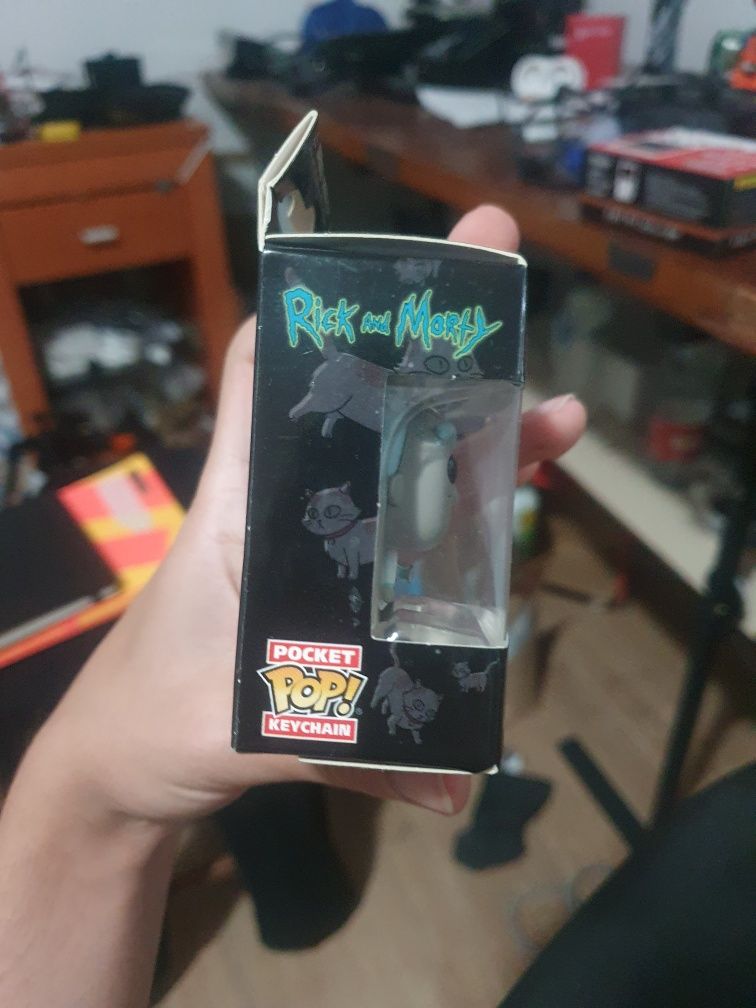 Rick and Morty
POCKET
POP!
KEYCHAIN